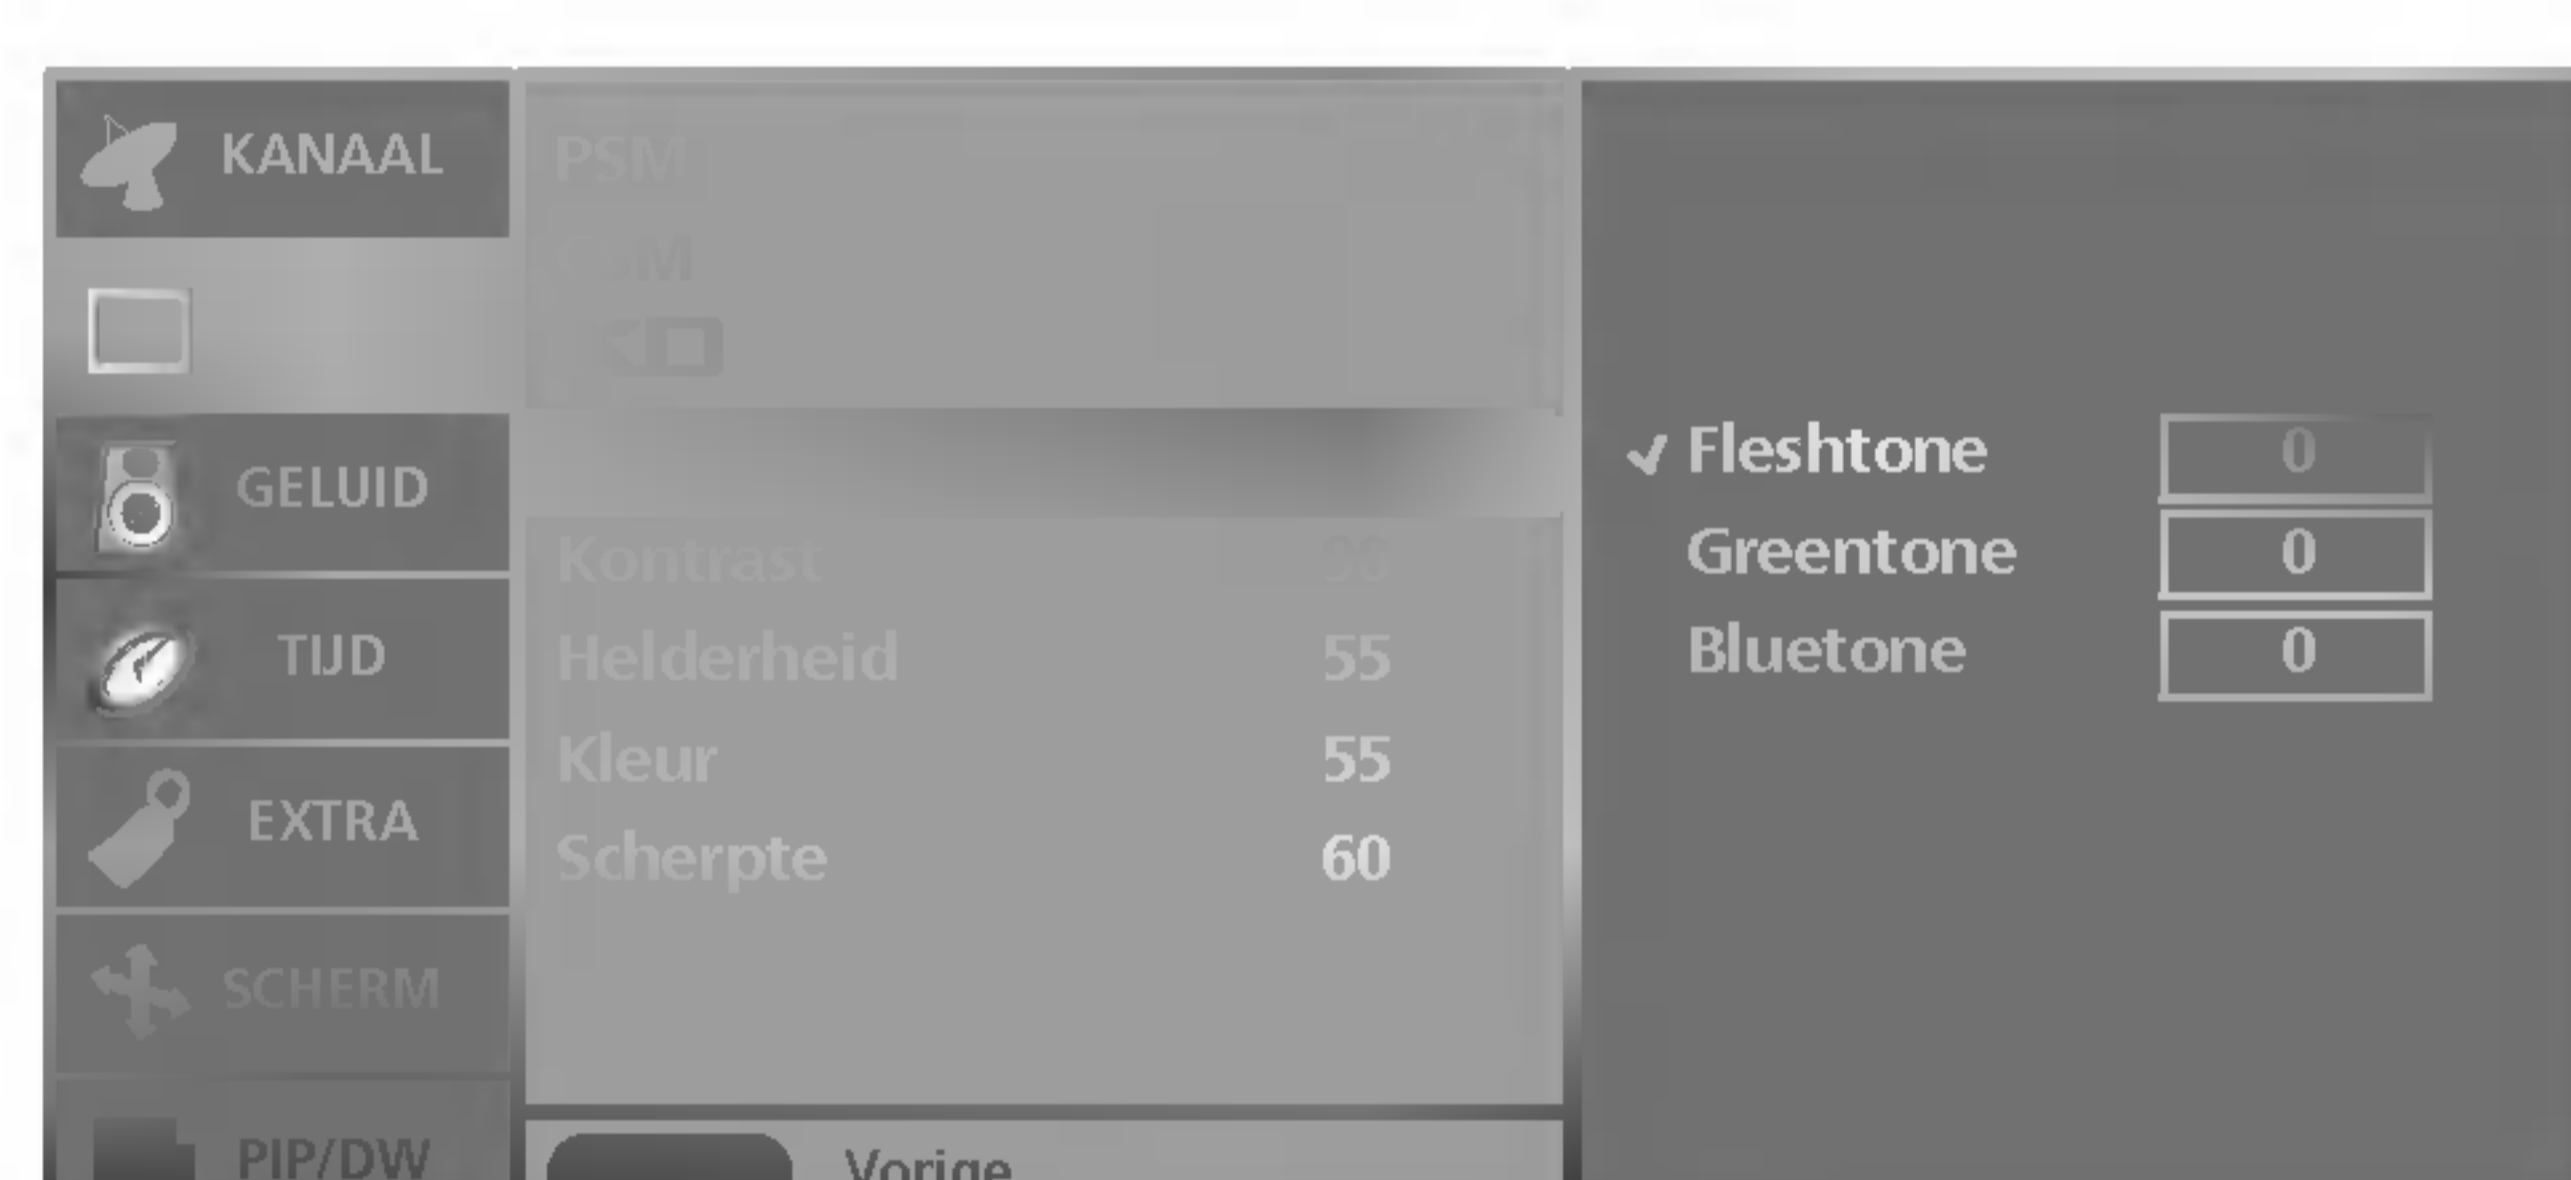 KANAAL
GELUID
TIJD
EXTRA
SCHERM
PIP/DW
PSM
Kontrast
Helderheid 55
Kleur 55
Scherpte 60
Vorige
Fleshtone 0
Greentone 0
Bluetone 0